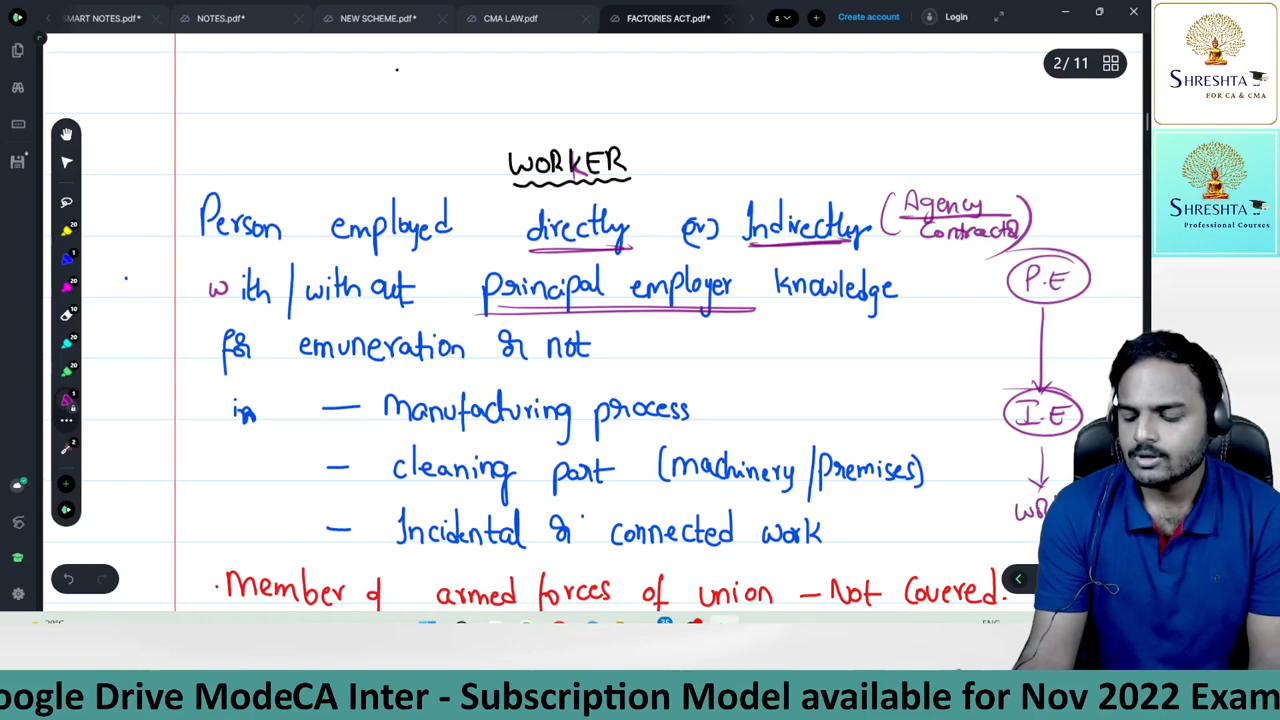 SMART NOTES.pdf*
NOTES.pdf*
NEW SCHEME.pdf*
CMA LAW.pdf
FACTORIES ACT.pdf*
8
Create account
Login
2/11
SHRESHTA
FOR CA & CMA
SHRESHTA
Professional Courses
WORKER
Person employed directly (or) Indirectly (Agency Contracts)
with/without principal employer knowledge
P.E
for emuneration or not
in — manufacturing process
I.E
— cleaning part (machinery/premises)
— Incidental or connected work
. Member of armed forces of union — Not Covered.
oogle Drive ModeCA Inter - Subscription Model available for Nov 2022 Exam